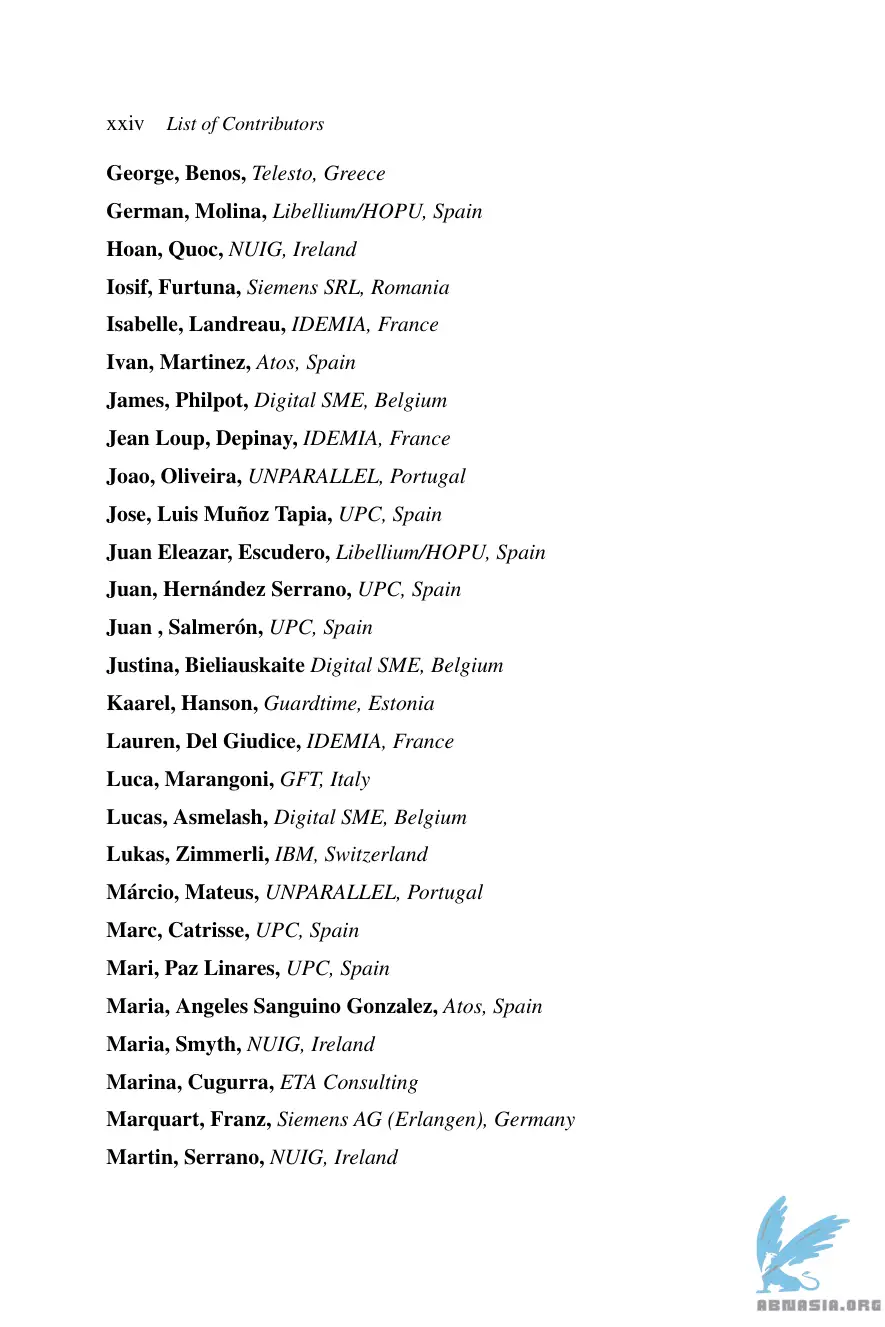 xxiv List of Contributors
George, Benos, Telesto, Greece
German, Molina, Libellium/HOPU, Spain
Hoan, Quoc, NUIG, Ireland
Iosif, Furtuna, Siemens SRL, Romania
Isabelle, Landreau, IDEMIA, France
Ivan, Martinez, Atos, Spain
James, Philpot, Digital SME, Belgium
Jean Loup, Depinay, IDEMIA, France
Joao, Oliveira, UNPARALLEL, Portugal
Jose, Luis Muñoz Tapia, UPC, Spain
Juan Eleazar, Escudero, Libellium/HOPU, Spain
Juan, Hernández Serrano, UPC, Spain
Juan , Salmerón, UPC, Spain
Justina, Bieliauskaite Digital SME, Belgium
Kaarel, Hanson, Guardtime, Estonia
Lauren, Del Giudice, IDEMIA, France
Luca, Marangoni, GFT, Italy
Lucas, Asmelash, Digital SME, Belgium
Lukas, Zimmerli, IBM, Switzerland
Márcio, Mateus, UNPARALLEL, Portugal
Marc, Catrisse, UPC, Spain
Mari, Paz Linares, UPC, Spain
Maria, Angeles Sanguino Gonzalez, Atos, Spain
Maria, Smyth, NUIG, Ireland
Marina, Cugurra, ETA Consulting
Marquart, Franz, Siemens AG (Erlangen), Germany
Martin, Serrano, NUIG, Ireland
ABNASIA.ORG